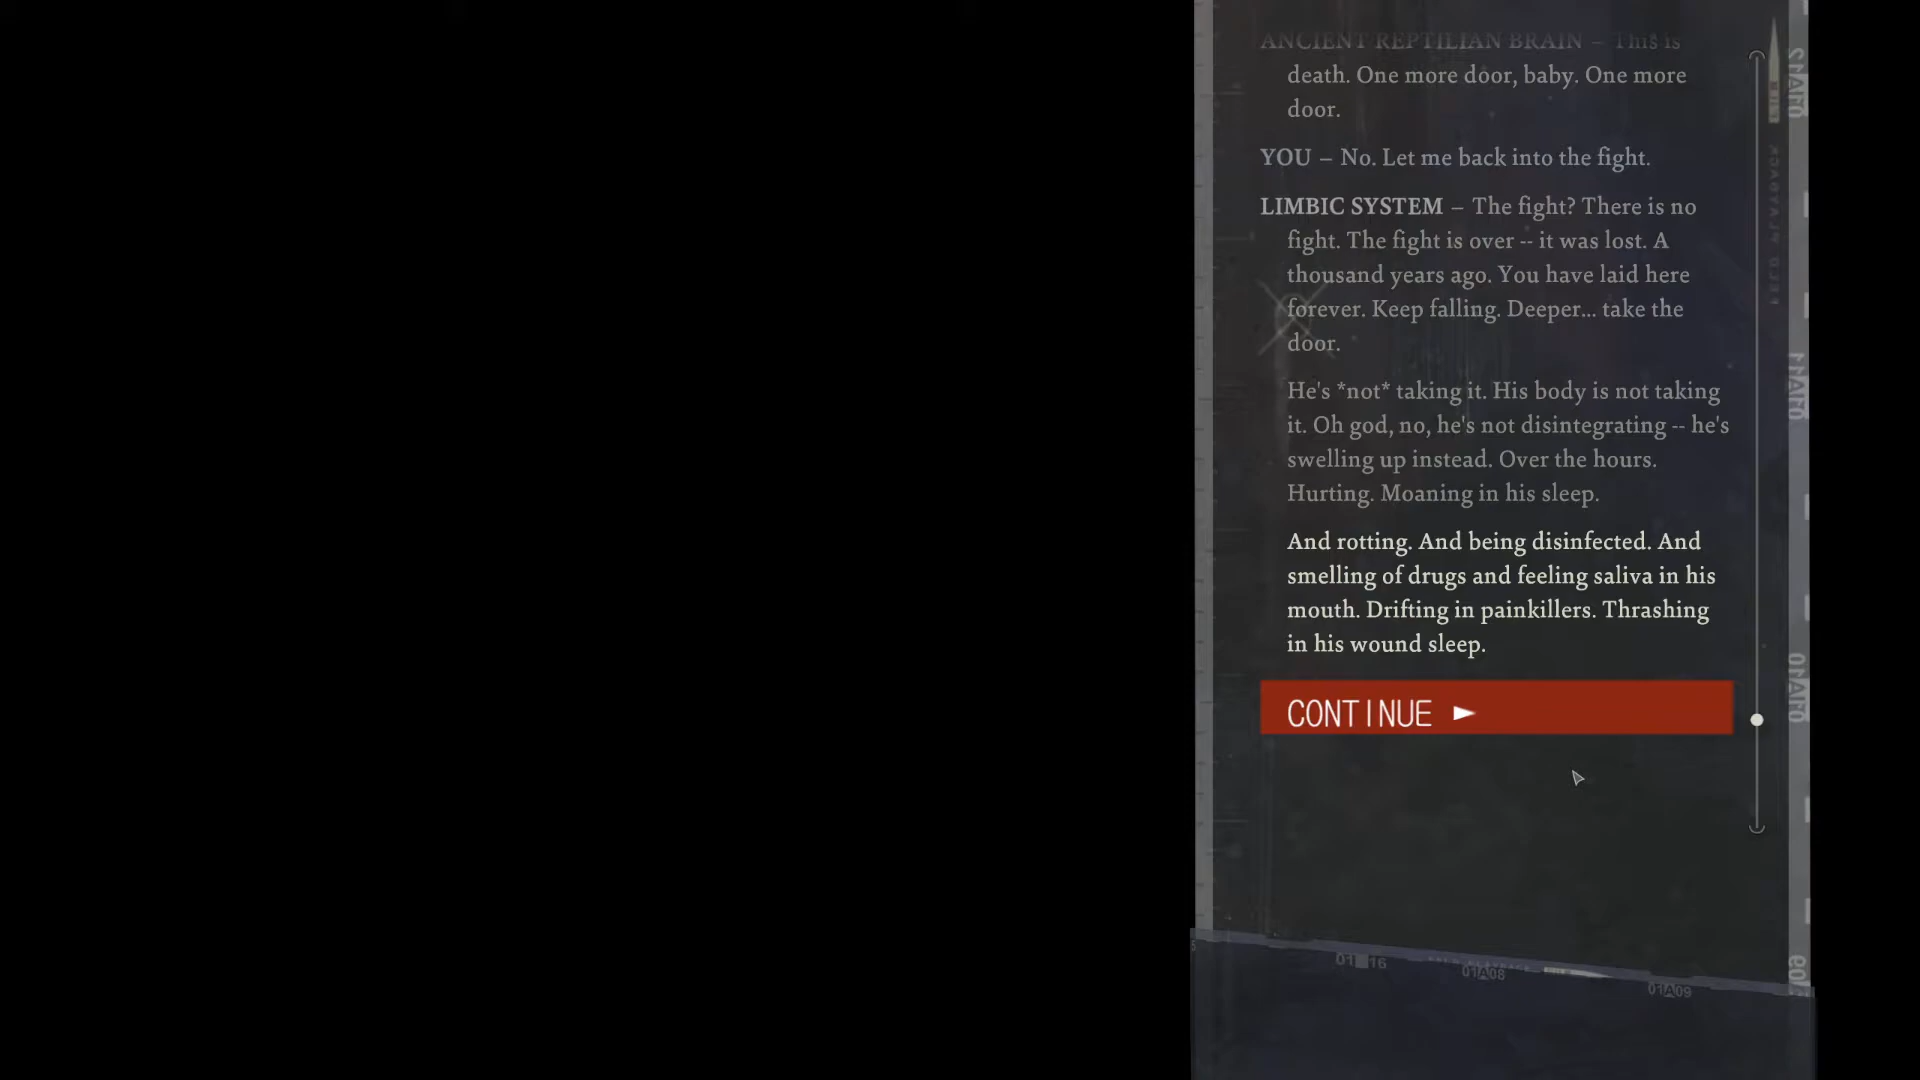 ANCIENT REPTILIAN BRAIN – This is
death. One more door, baby. One more
door.
YOU – No. Let me back into the fight.
LIMBIC SYSTEM – The fight? There is no
fight. The fight is over -- it was lost. A
thousand years ago. You have laid here
forever. Keep falling. Deeper... take the
door.
He's *not* taking it. His body is not taking
it. Oh god, no, he's not disintegrating -- he's
swelling up instead. Over the hours.
Hurting. Moaning in his sleep.
And rotting. And being disinfected. And
smelling of drugs and feeling saliva in his
mouth. Drifting in painkillers. Thrashing
in his wound sleep.
CONTINUE
01A12
01A11
01A10
01A08
01A09